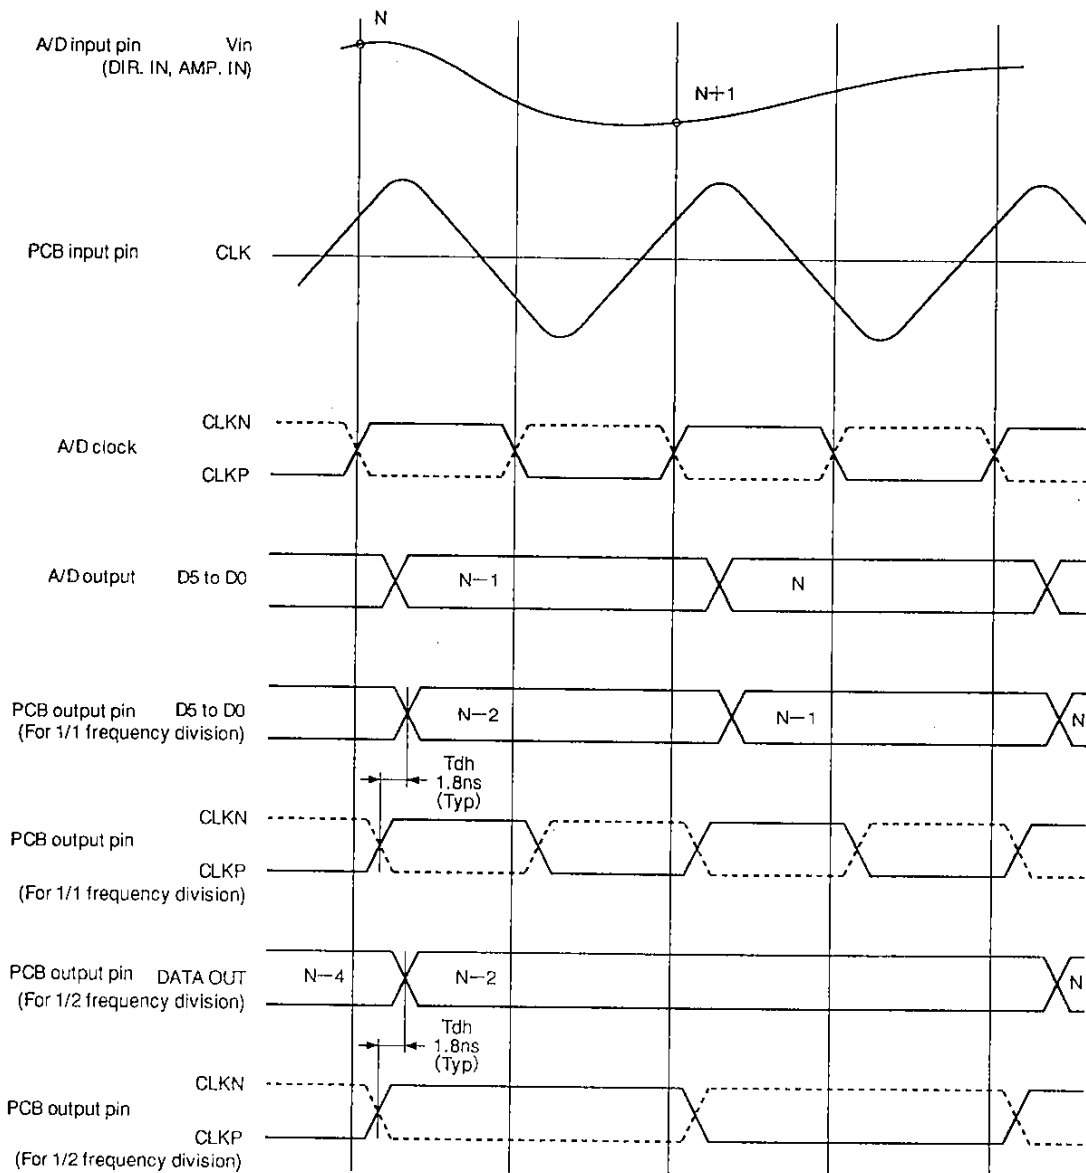 N
A/D input pin Vin
(DIR. IN, AMP. IN)
N+1
PCB input pin CLK
CLKN
A/D clock
CLKP
A/D output D5 to D0 N−1 N
PCB output pin D5 to D0 N−2 N−1 N
(For 1/1 frequency division)
Tdh
1.8ns
(Typ)
CLKN
PCB output pin
CLKP
(For 1/1 frequency division)
PCB output pin DATA OUT N−4 N−2 N
(For 1/2 frequency division)
Tdh
1.8ns
(Typ)
CLKN
PCB output pin
CLKP
(For 1/2 frequency division)